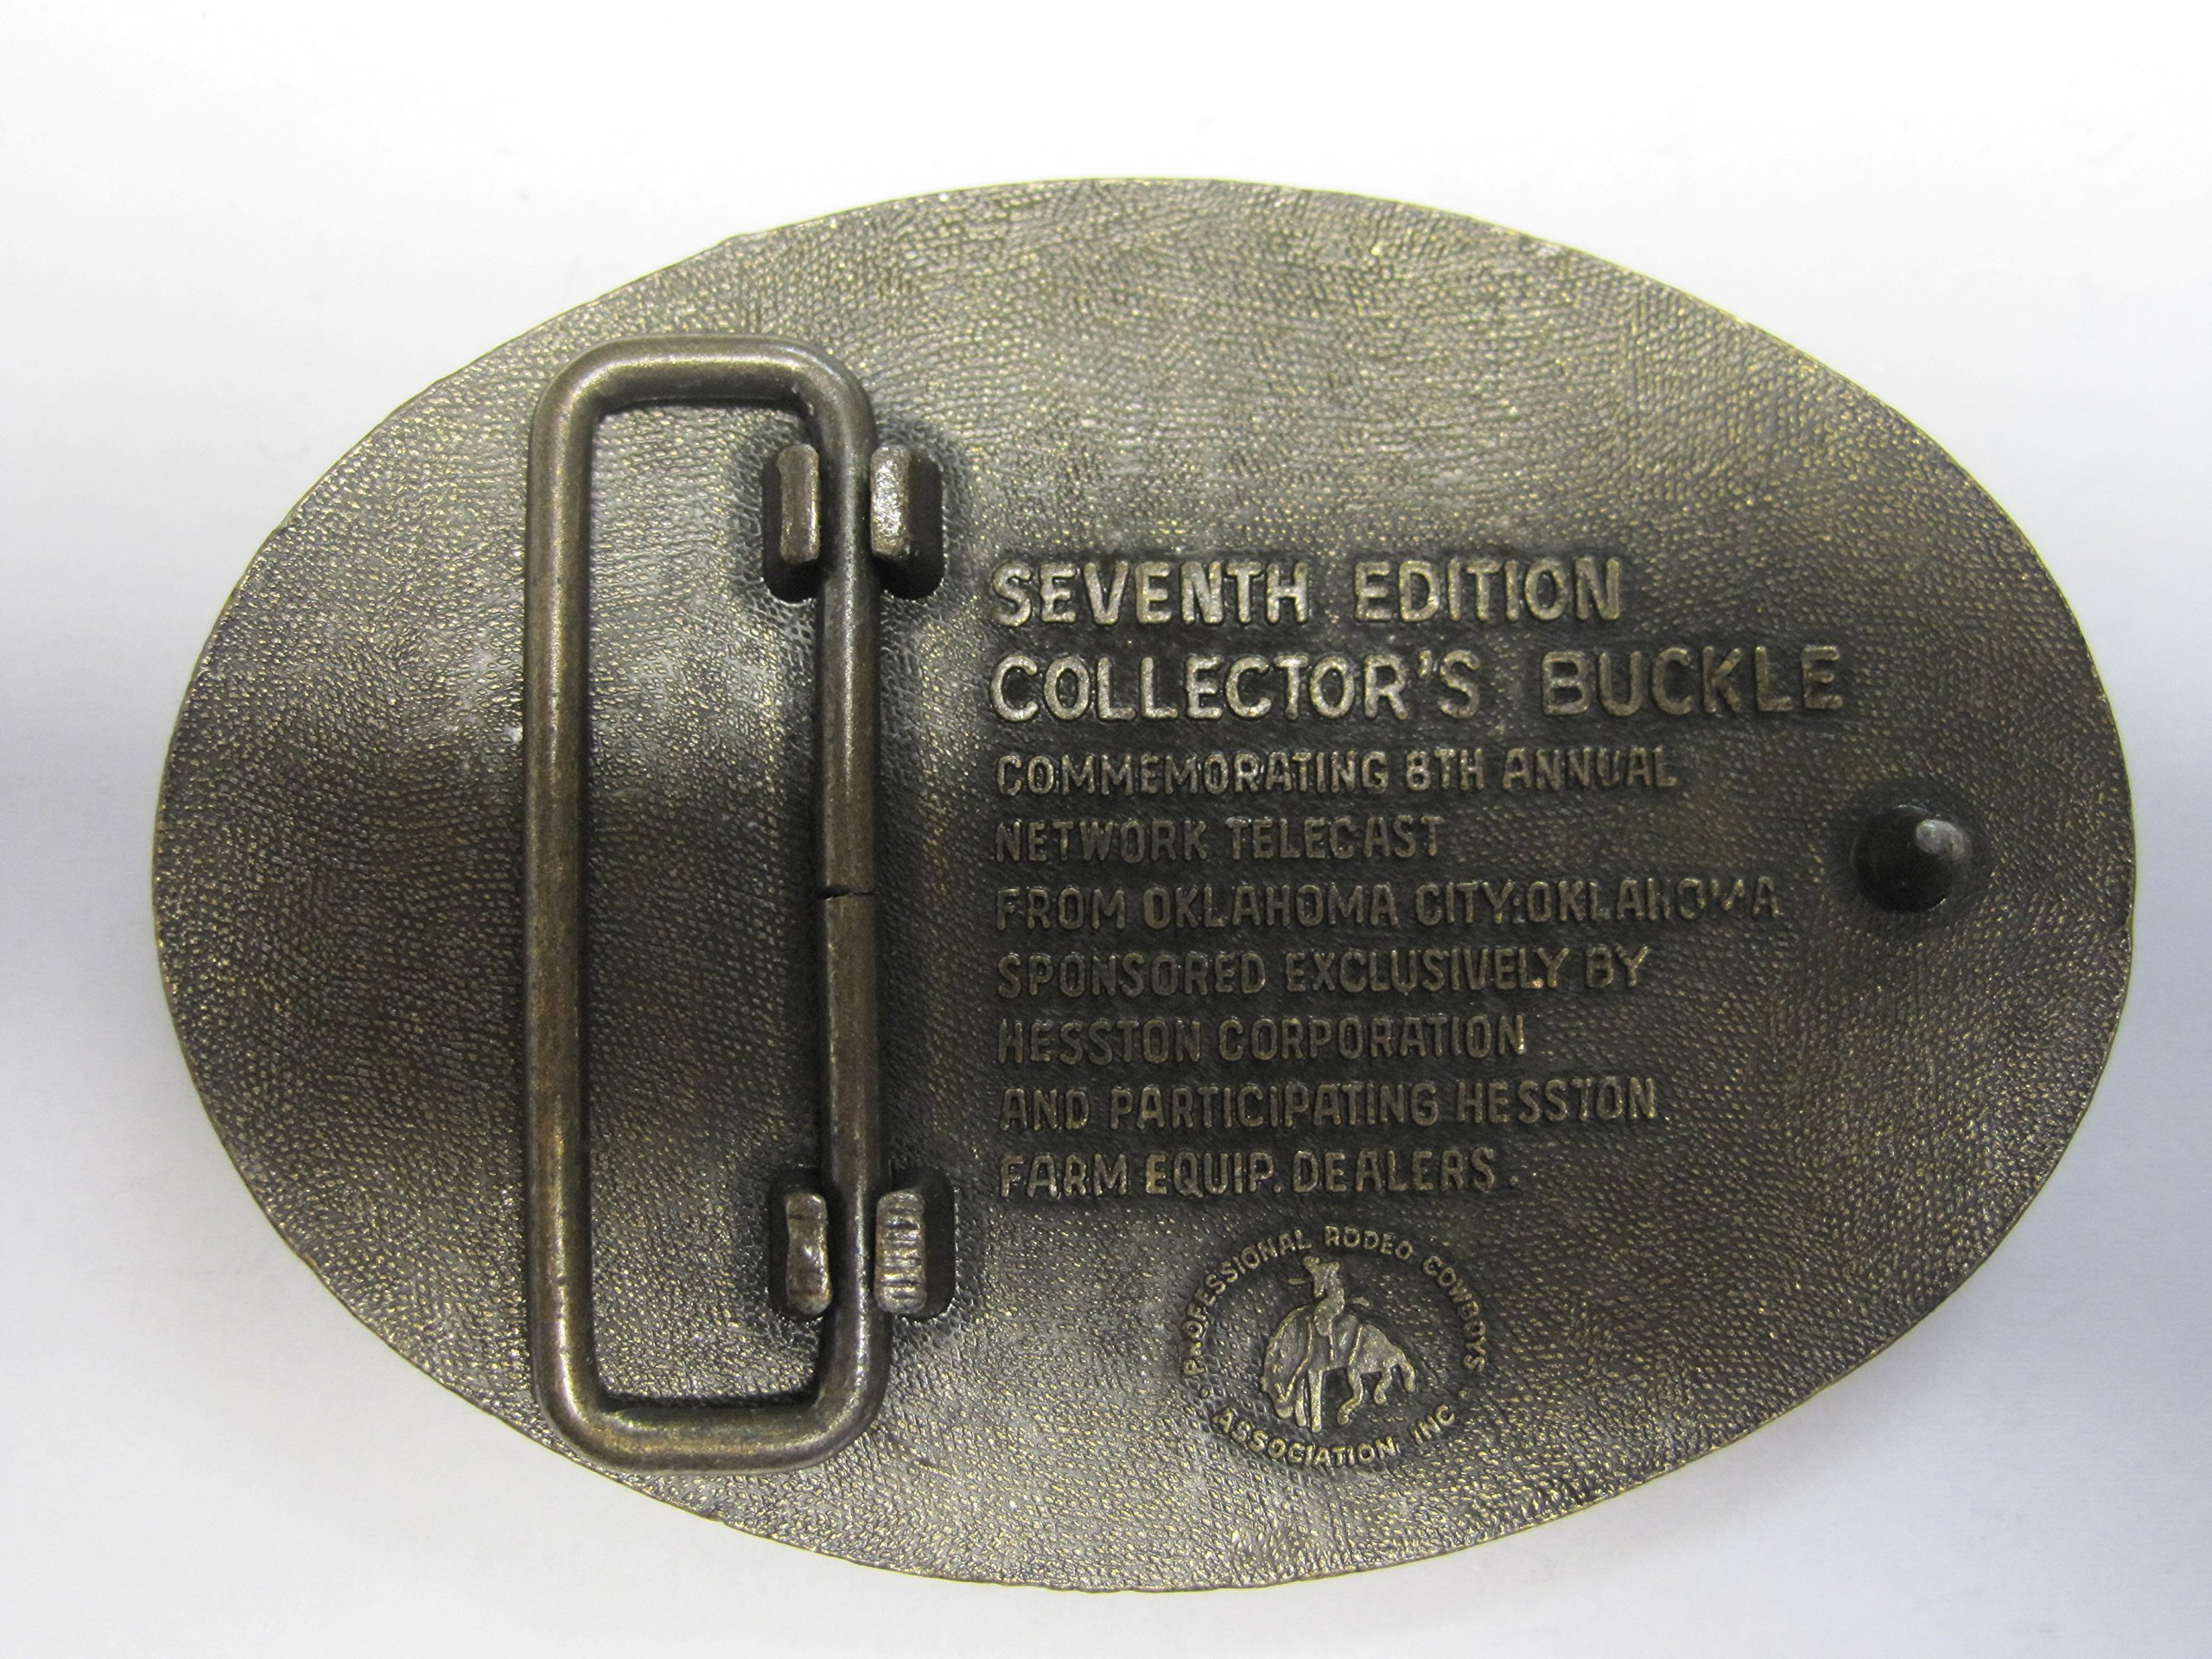 SEVENTH EDITION
COLLECTOR'S BUCKLE
COMMEMORATING 8TH ANNUAL
NETWORK TELECAST
FROM OKLAHOMA CITY, OKLAHOMA
SPONSORED EXCLUSIVELY BY
HESSTON CORPORATION
AND PARTICIPATING HESSTON
FARM EQUIP. DEALERS.
PROFESSIONAL RODEO COWBOYS
ASSOCIATION, INC